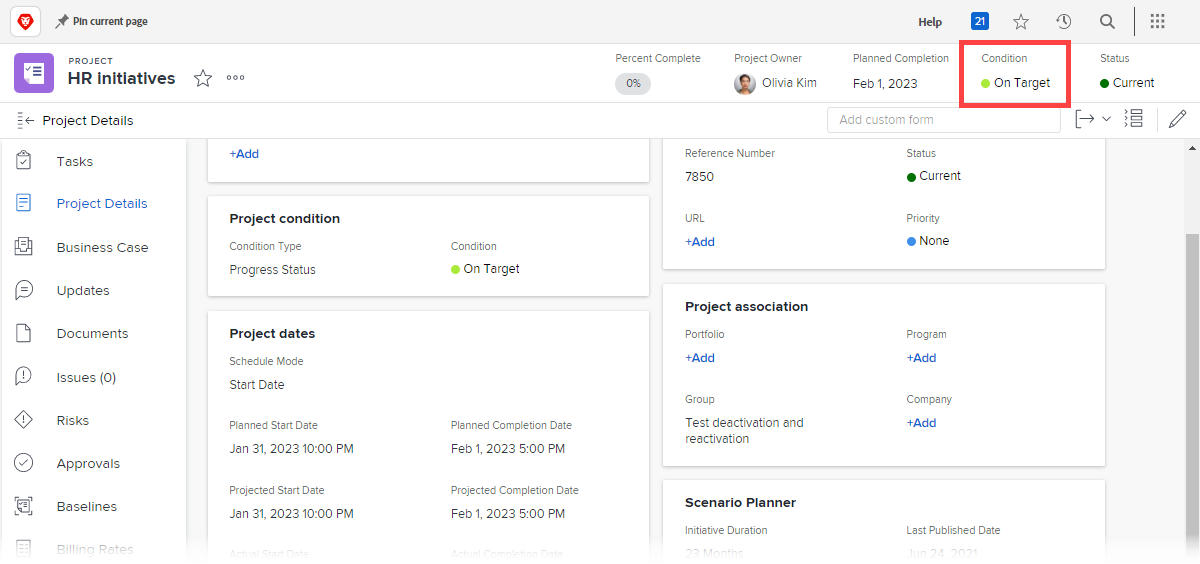 Pin current page
Help
21
PROJECT
HR initiatives
Percent Complete
0%
Project Owner
Olivia Kim
Planned Completion
Feb 1, 2023
Condition
On Target
Status
Current
Project Details
Add custom form
Tasks
Project Details
Business Case
Updates
Documents
Issues (0)
Risks
Approvals
Baselines
Billing Rates
+Add
Project condition
Condition Type
Condition
Progress Status
On Target
Project dates
Schedule Mode
Start Date
Planned Start Date
Planned Completion Date
Jan 31, 2023 10:00 PM
Feb 1, 2023 5:00 PM
Projected Start Date
Projected Completion Date
Jan 31, 2023 10:00 PM
Feb 1, 2023 5:00 PM
Actual Start Date
Actual Completion Date
Reference Number
Status
7850
Current
URL
Priority
+Add
None
Project association
Portfolio
Program
+Add
+Add
Group
Company
Test deactivation and
reactivation
+Add
Scenario Planner
Initiative Duration
Last Published Date
23 Months
Jun 24, 2021